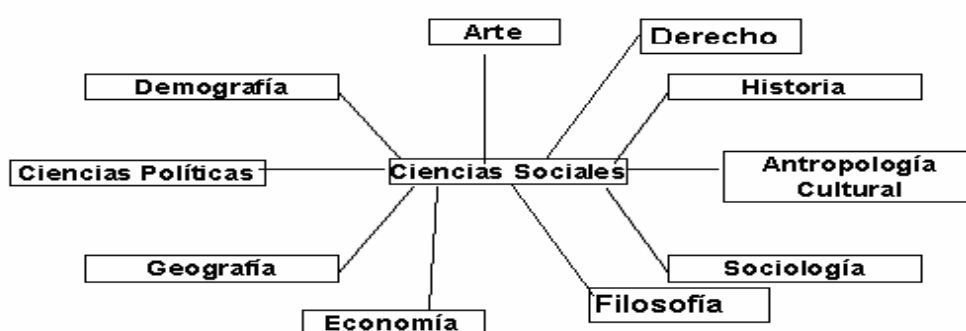 Arte
Derecho
Demografía
Historia
Ciencias Políticas
Ciencias Sociales
Antropología
Cultural
Geografía
Sociología
Economía
Filosofía